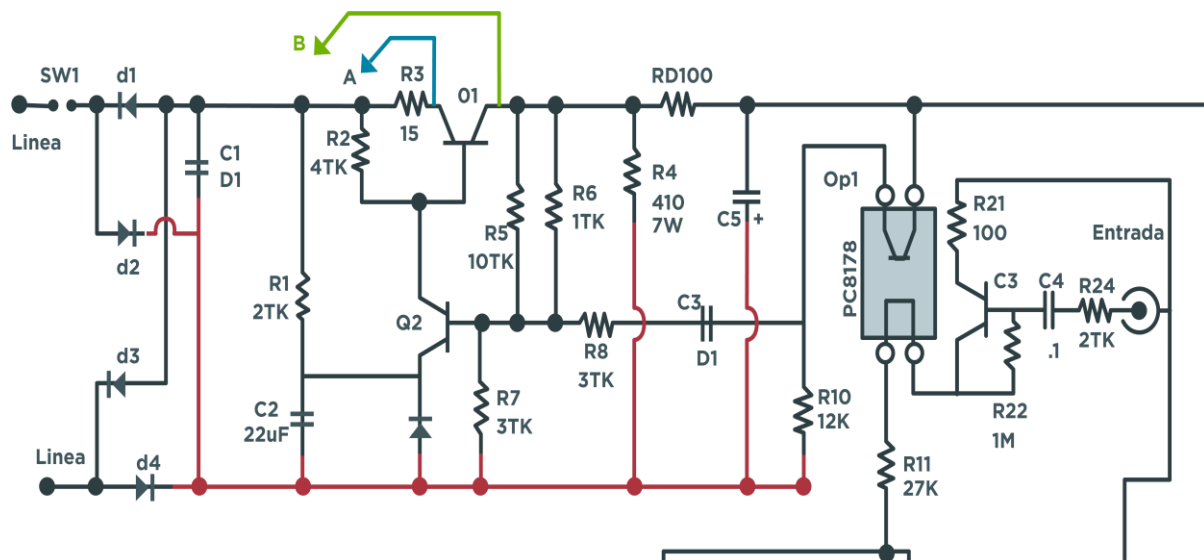 B
A
SW1
d1
Linea
R3
15
O1
RD100
C1
D1
R2
4TK
R4
410
7W
R6
1TK
R5
10TK
C5
+
Op1
PC8178
R21
100
Entrada
C3
C4
.1
R24
2TK
d2
R1
2TK
Q2
C3
D1
R8
3TK
d3
C2
22uF
R7
3TK
R10
12K
R22
1M
Linea
d4
R11
27K